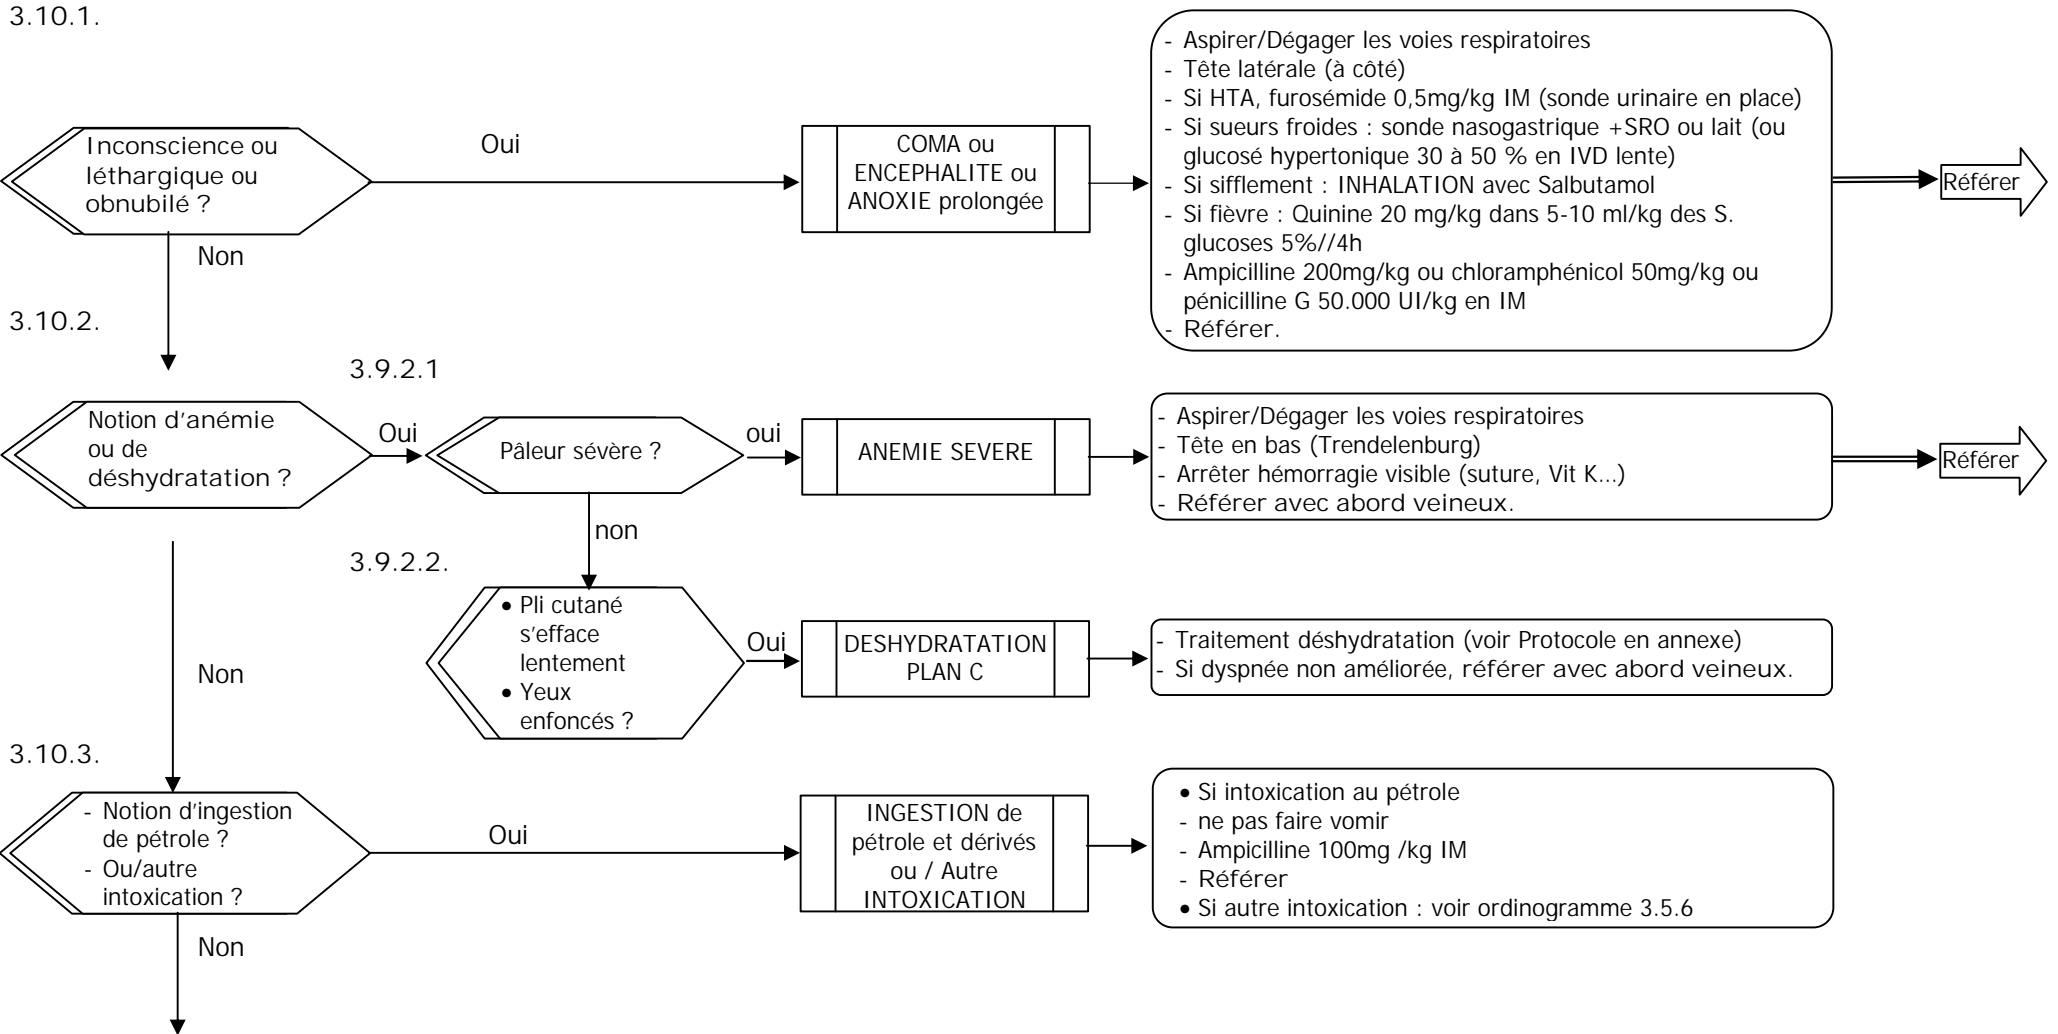 3.10.1.
Inconscience ou
léthargique ou
obnubilé ?
Oui
COMA ou
ENCEPHALITE ou
ANOXIE prolongée
- Aspirer/Dégager les voies respiratoires
- Tête latérale (à côté)
- Si HTA, furosémide 0,5mg/kg IM (sonde urinaire en place)
- Si sueurs froides : sonde nasogastrique +SRO ou lait (ou
glucosé hypertonique 30 à 50 % en IVD lente)
- Si sifflement : INHALATION avec Salbutamol
- Si fièvre : Quinine 20 mg/kg dans 5-10 ml/kg des S.
glucoses 5%//4h
- Ampicilline 200mg/kg ou chloramphénicol 50mg/kg ou
pénicilline G 50.000 UI/kg en IM
- Référer.
Référer
Non
3.10.2.
Notion d'anémie
ou de
déshydratation ?
Oui
3.9.2.1
Pâleur sévère ?
oui
ANEMIE SEVERE
- Aspirer/Dégager les voies respiratoires
- Tête en bas (Trendelenburg)
- Arrêter hémorragie visible (suture, Vit K...)
- Référer avec abord veineux.
Référer
non
3.9.2.2.
• Pli cutané
s'efface
lentement
• Yeux
enfoncés ?
Oui
DESHYDRATATION
PLAN C
- Traitement déshydratation (voir Protocole en annexe)
- Si dyspnée non améliorée, référer avec abord veineux.
Non
3.10.3.
- Notion d'ingestion
de pétrole ?
- Ou/autre
intoxication ?
Oui
INGESTION de
pétrole et dérivés
ou / Autre
INTOXICATION
• Si intoxication au pétrole
- ne pas faire vomir
- Ampicilline 100mg /kg IM
- Référer
• Si autre intoxication : voir ordinogramme 3.5.6
Non